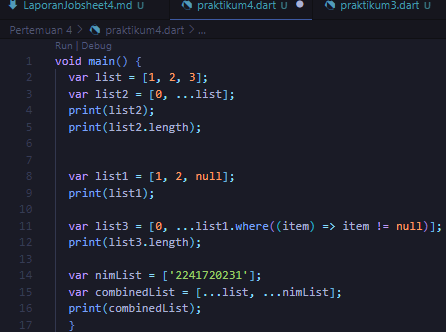 LaporanJobsheet4.md U praktikum4.dart U praktikum3.dart U
Pertemuan 4 > praktikum4.dart > ...
Run | Debug
1 void main() {
2 var list = [1, 2, 3];
3 var list2 = [0, ...list];
4 print(list2);
5 print(list2.length);
6
7
8 var list1 = [1, 2, null];
9 print(list1);
10
11 var list3 = [0, ...list1.where((item) => item != null)];
12 print(list3.length);
13
14 var nimList = ['2241720231'];
15 var combinedList = [...list, ...nimList];
16 print(combinedList);
17 }